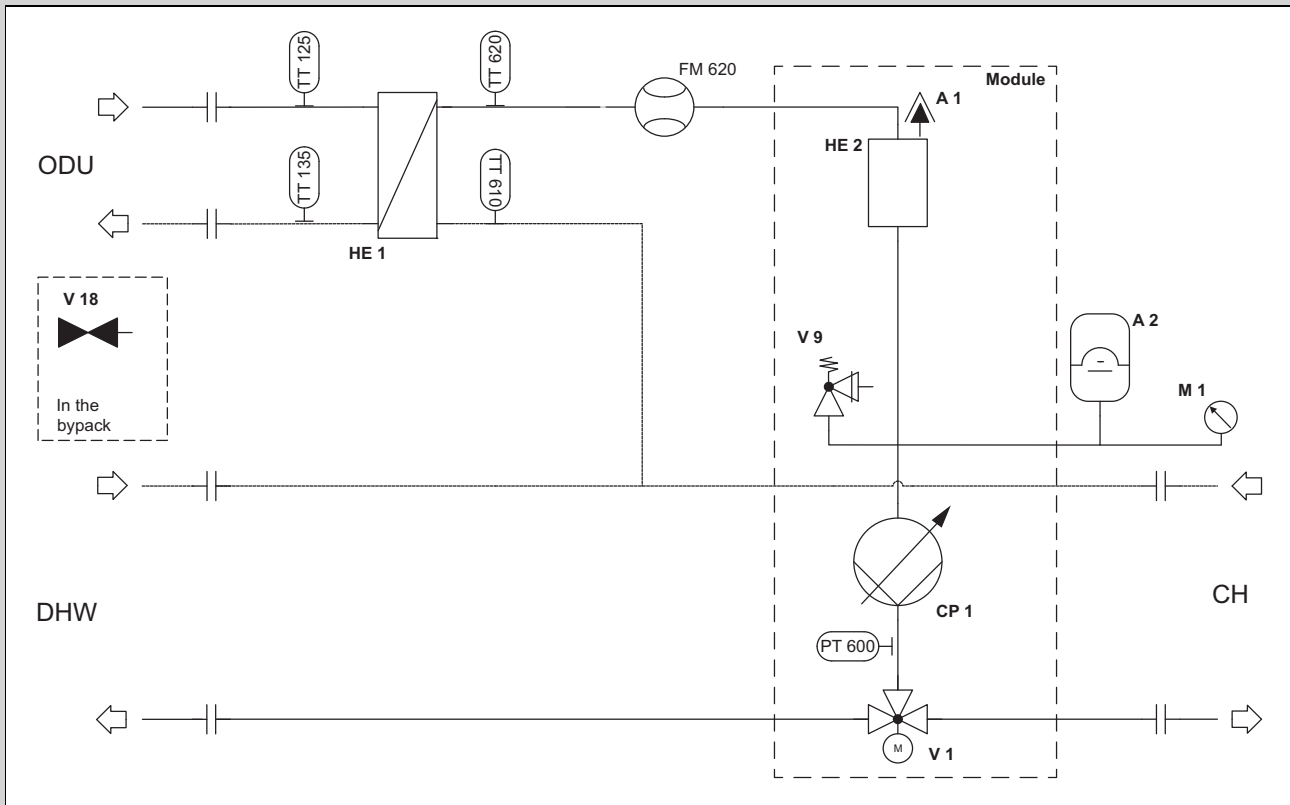 TT 125
TT 620
FM 620
Module
A 1
HE 2
ODU
TT 135
TT 610
HE 1
V 18
In the
bypack
V 9
A 2
M 1
DHW
CP 1
CH
PT 600
M
V 1